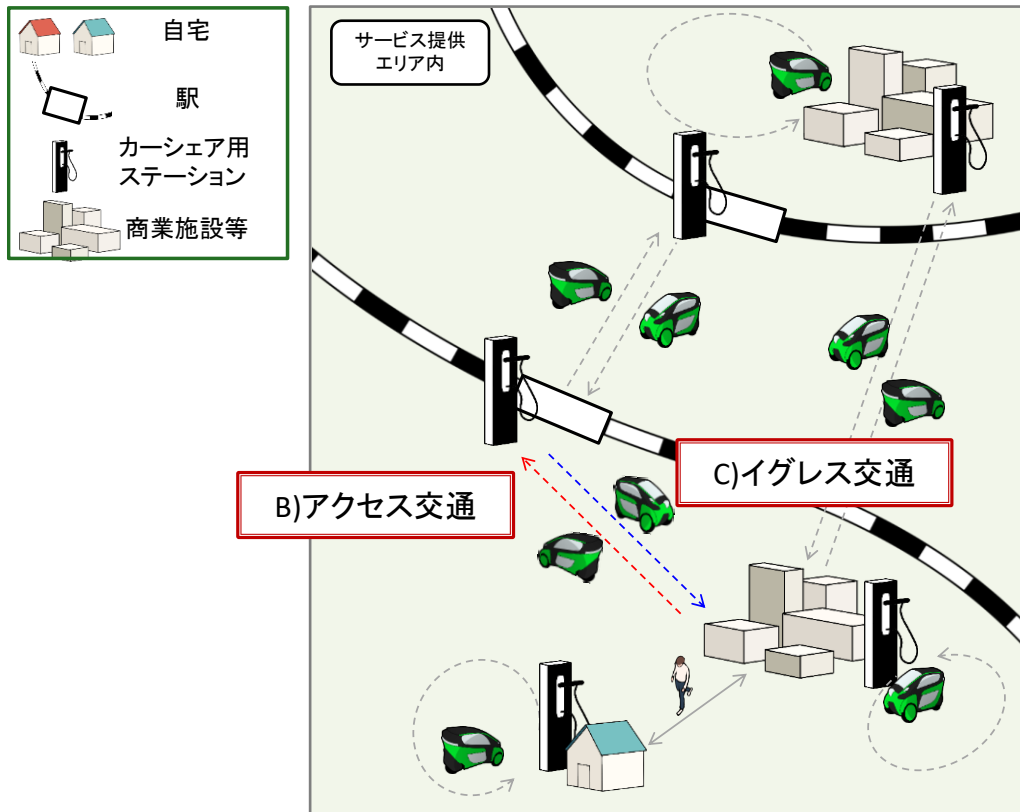 自宅
駅
カーシェア用
ステーション
商業施設等
サービス提供
エリア内
B)アクセス交通
C)イグレス交通